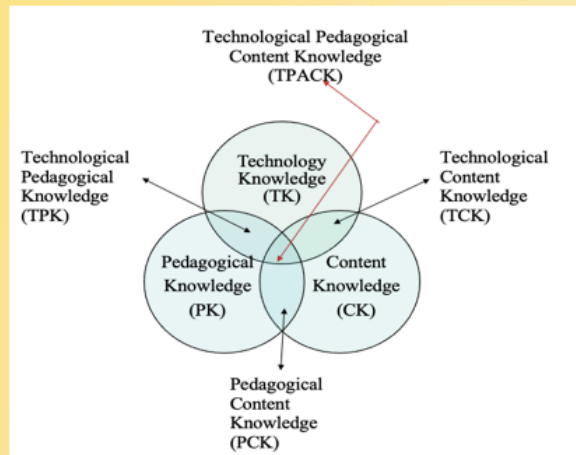 Technological Pedagogical
Content Knowledge
(TPACK)
Technological
Pedagogical
Knowledge
(TPK)
Technology
Knowledge
(TK)
Technological
Content
Knowledge
(TCK)
Pedagogical
Knowledge
(PK)
Content
Knowledge
(CK)
Pedagogical
Content
Knowledge
(PCK)